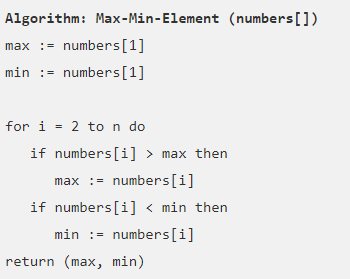 Algorithm: Max-Min-Element (numbers[])
max := numbers[1]
min := numbers[1]

for i = 2 to n do
   if numbers[i] > max then
      max := numbers[i]
   if numbers[i] < min then
      min := numbers[i]
return (max, min)